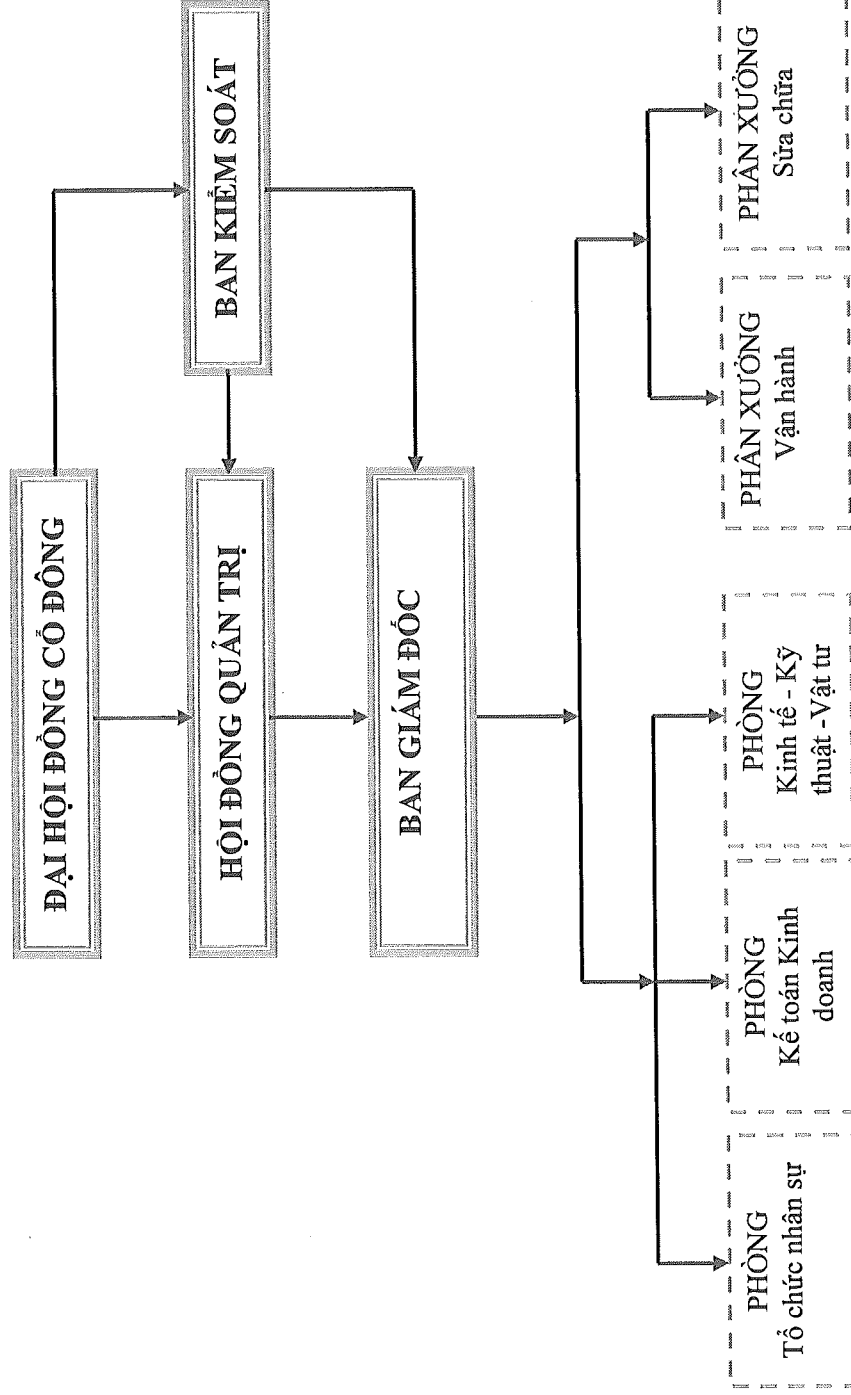 ĐẠI HỘI ĐỒNG CỔ ĐÔNG
BAN KIỂM SOÁT
HỘI ĐỒNG QUẢN TRỊ
BAN GIÁM ĐỐC
PHÒNG
Tổ chức nhân sự
PHÒNG
Kế toán Kinh
doanh
PHÒNG
Kinh tế - Kỹ
thuật -Vật tư
PHÂN XƯỞNG
Vận hành
PHÂN XƯỞNG
Sửa chữa